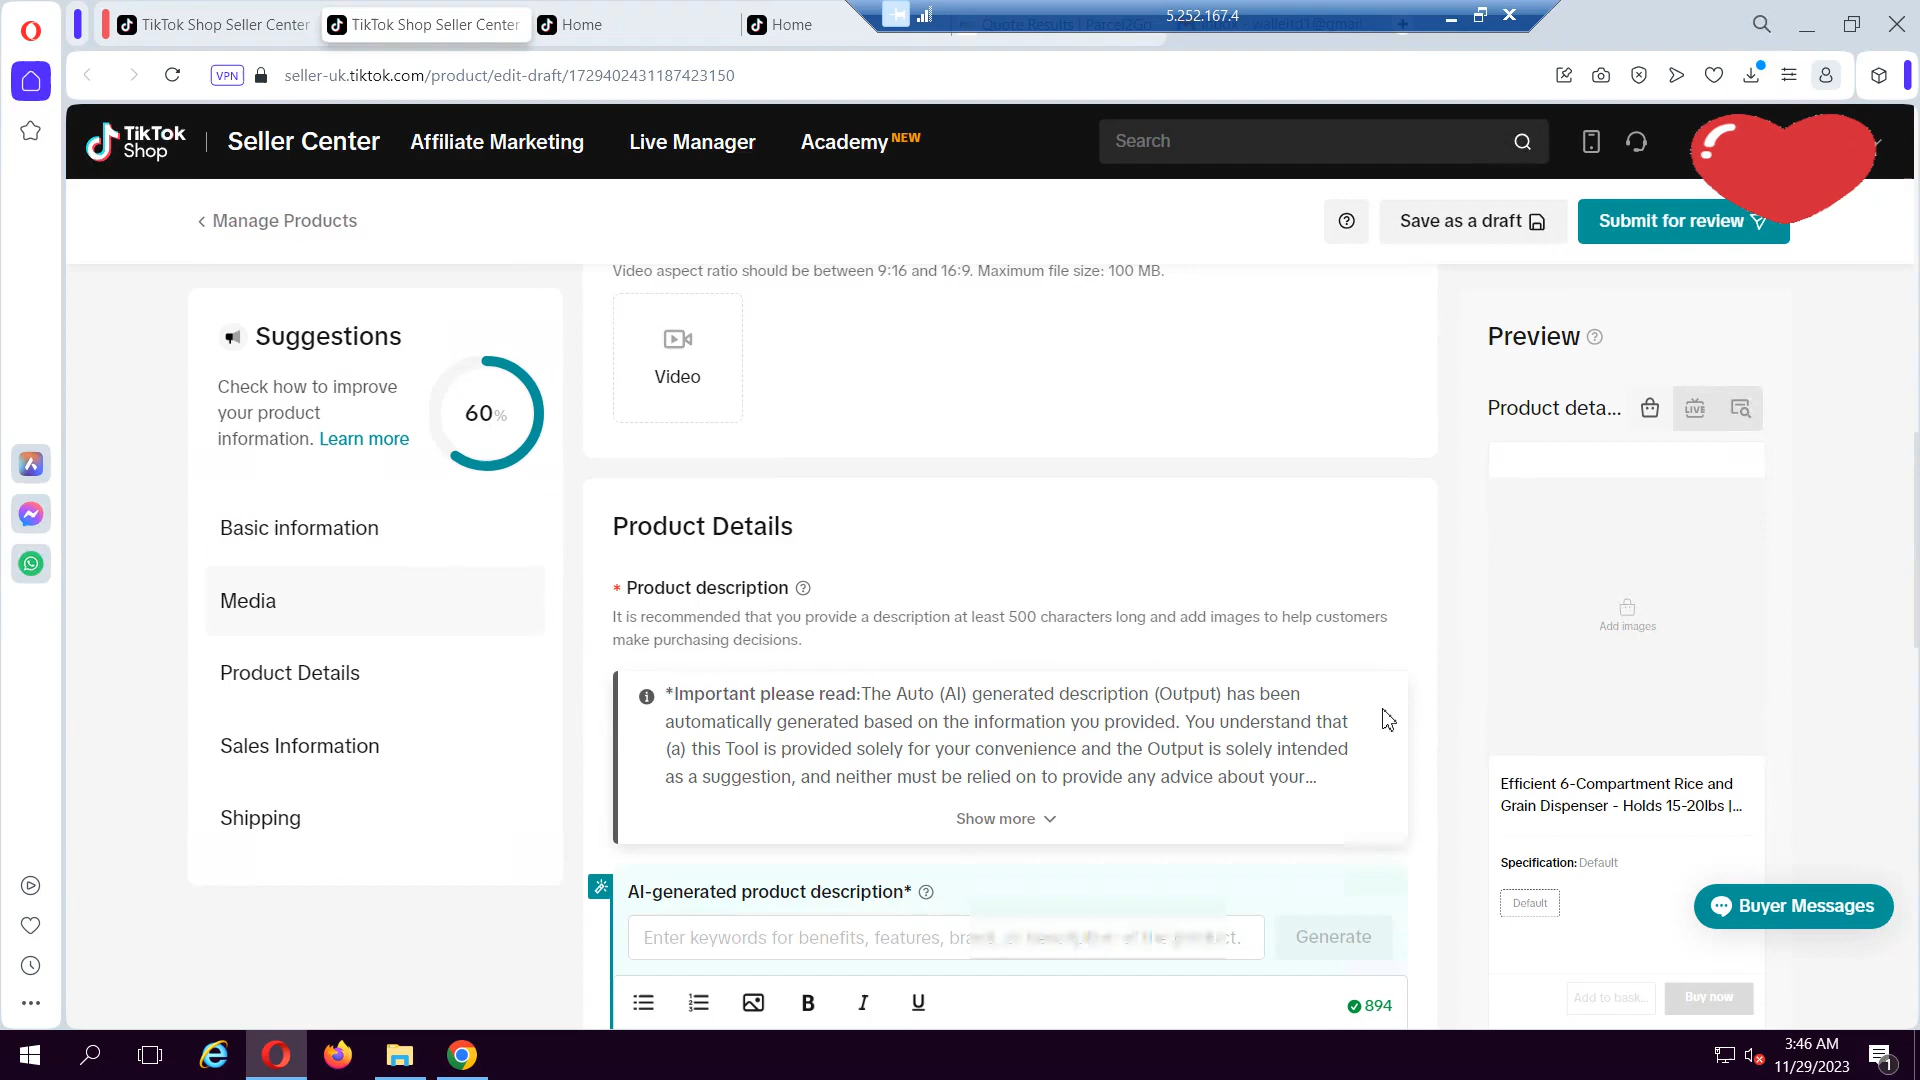 TikTok Shop Seller Center
TikTok Shop Seller Center
Home
Home
5.252.167.4
VPN
seller-uk.tiktok.com/product/edit-draft/1729402431187423150
TikTok Shop
Seller Center
Affiliate Marketing
Live Manager
Academy NEW
Search
Manage Products
Save as a draft
Submit for review
Video aspect ratio should be between 9:16 and 16:9. Maximum file size: 100 MB.
Video
Suggestions
Check how to improve
your product
information. Learn more
60%
Basic information
Media
Product Details
Sales Information
Shipping
Product Details
* Product description
It is recommended that you provide a description at least 500 characters long and add images to help customers
make purchasing decisions.
*Important please read:The Auto (AI) generated description (Output) has been
automatically generated based on the information you provided. You understand that
(a) this Tool is provided solely for your convenience and the Output is solely intended
as a suggestion, and neither must be relied on to provide any advice about your...
Show more
AI-generated product description*
Enter keywords for benefits, features,
Generate
B I U
894
Preview
Product deta...
LIVE
Add images
Efficient 6-Compartment Rice and
Grain Dispenser - Holds 15-20lbs |...
Specification: Default
Default
Buyer Messages
Add to bask...
Buy now
3:46 AM
11/29/2023
1